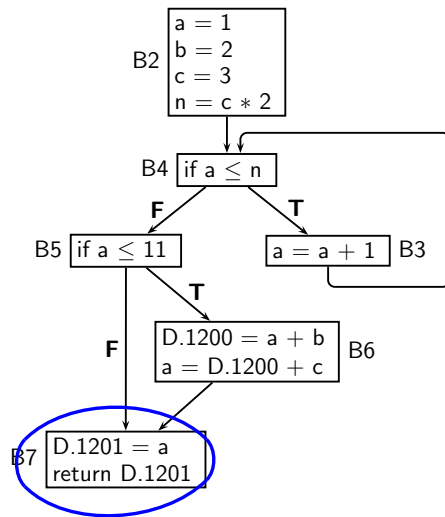 B2
a = 1
b = 2
c = 3
n = c * 2
B4
if a ≤ n
F
T
B5
if a ≤ 11
a = a + 1
B3
T
F
D.1200 = a + b
a = D.1200 + c
B6
B7
D.1201 = a
return D.1201